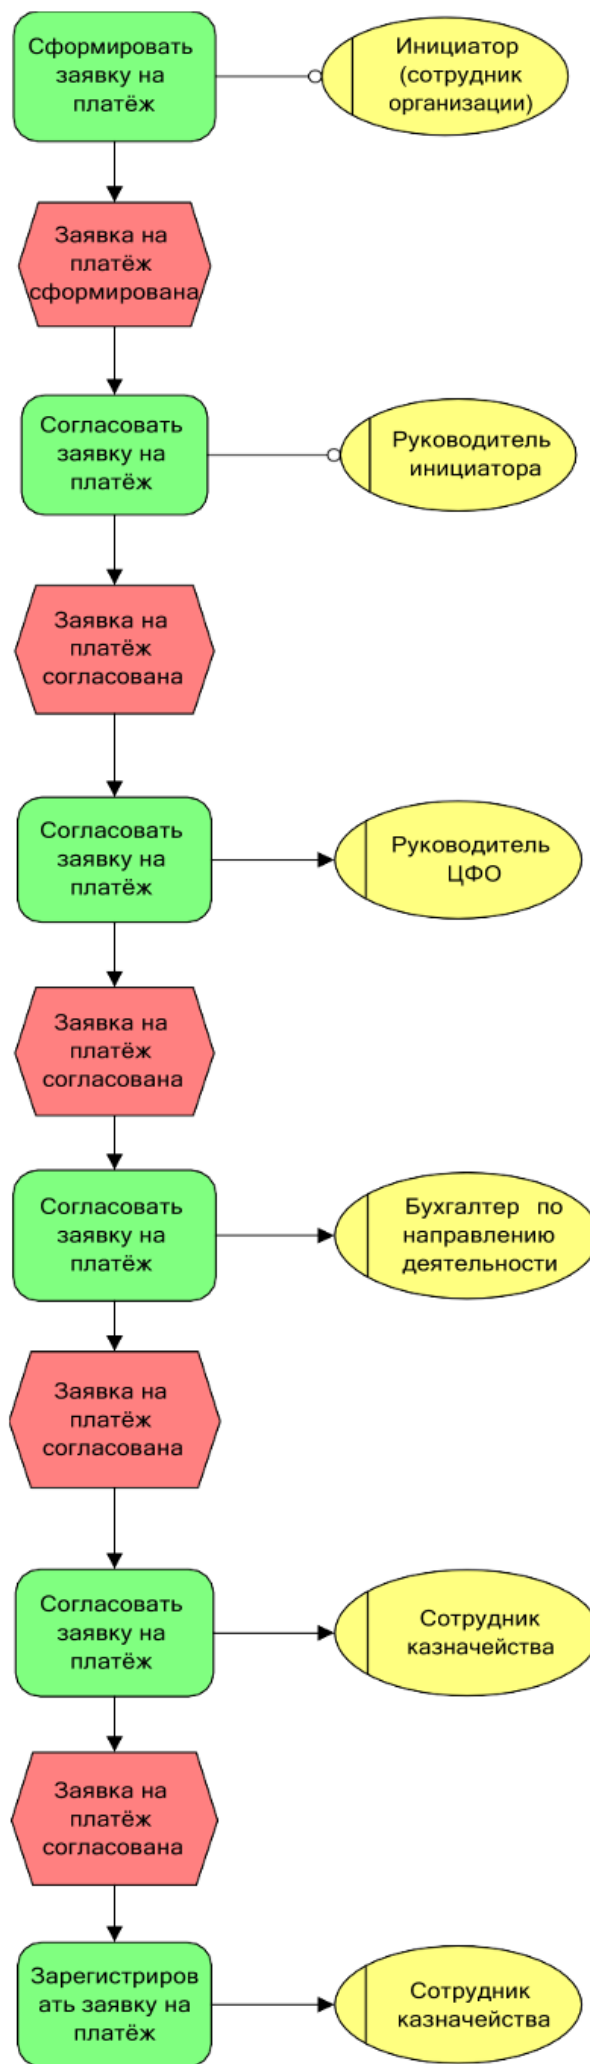 Сформировать
заявку на
платёж
Инициатор
(сотрудник
организации)
Заявка на
платёж
сформирована
Согласовать
заявку на
платёж
Руководитель
инициатора
Заявка на
платёж
согласована
Согласовать
заявку на
платёж
Руководитель
ЦФО
Заявка на
платёж
согласована
Согласовать
заявку на
платёж
Бухгалтер по
направлению
деятельности
Заявка на
платёж
согласована
Согласовать
заявку на
платёж
Сотрудник
казначейства
Заявка на
платёж
согласована
Зарегистриров
ать заявку на
платёж
Сотрудник
казначейства